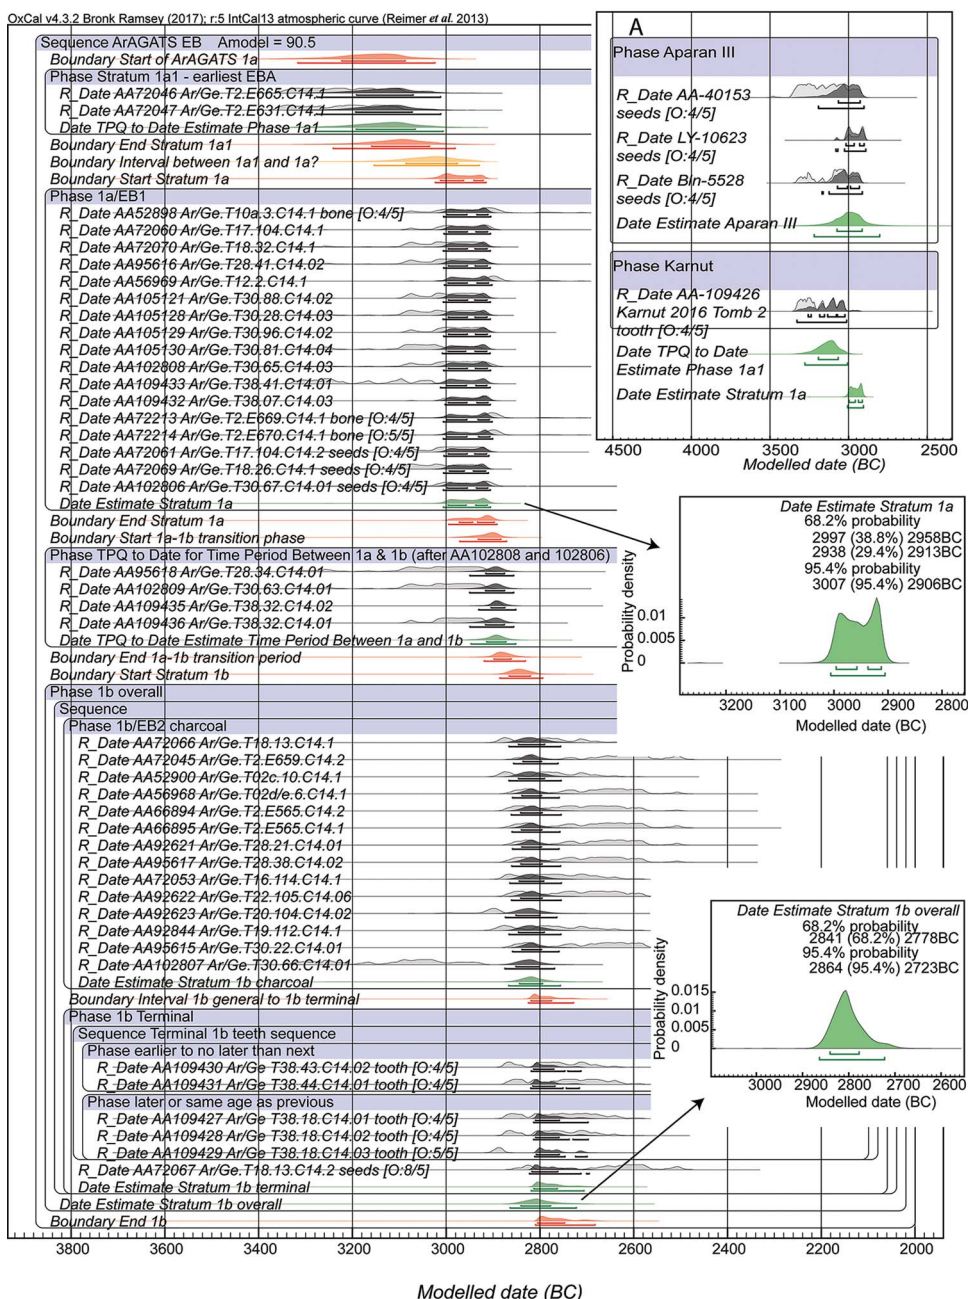 OxCal v4.3.2 Bronk Ramsey (2017); r:5 IntCal13 atmospheric curve (Reimer et al. 2013)
Sequence ArAGATS EB Amodel = 90.5
Boundary Start of ArAGATS 1a
Phase Stratum 1a1 - earliest EBA
R_Date AA72046 Ar/Ge.T2.E665.C14.1
R_Date AA72047 Ar/Ge.T2.E631.C14.1
Date TPQ to Date Estimate Phase 1a1
Boundary End Stratum 1a1
Boundary Interval between 1a1 and 1a?
Boundary Start Stratum 1a
Phase 1a/EB1
R_Date AA52898 Ar/Ge.T10a.3.C14.1 bone [O:4/5]
R_Date AA72060 Ar/Ge.T17.104.C14.1
R_Date AA72070 Ar/Ge.T18.32.C14.1
R_Date AA95616 Ar/Ge.T28.41.C14.02
R_Date AA56969 Ar/Ge.T12.2.C14.1
R_Date AA105121 Ar/Ge.T30.88.C14.02
R_Date AA105128 Ar/Ge.T30.28.C14.03
R_Date AA105129 Ar/Ge.T30.96.C14.02
R_Date AA105130 Ar/Ge.T30.81.C14.04
R_Date AA102808 Ar/Ge.T30.65.C14.03
R_Date AA109433 Ar/Ge.T38.41.C14.01
R_Date AA109432 Ar/Ge.T38.07.C14.03
R_Date AA72213 Ar/Ge.T2.E669.C14.1 bone [O:4/5]
R_Date AA72214 Ar/Ge.T2.E670.C14.1 bone [O:5/5]
R_Date AA72061 Ar/Ge.T17.104.C14.2 seeds [O:4/5]
R_Date AA72069 Ar/Ge.T18.26.C14.1 seeds [O:4/5]
R_Date AA102806 Ar/Ge.T30.67.C14.01 seeds [O:4/5]
Date Estimate Stratum 1a
Boundary End Stratum 1a
Boundary Start 1a-1b transition phase
Phase TPQ to Date for Time Period Between 1a & 1b (after AA102808 and 102806)
R_Date AA95618 Ar/Ge.T28.34.C14.01
R_Date AA102809 Ar/Ge.T30.63.C14.01
R_Date AA109435 Ar/Ge.T38.32.C14.02
R_Date AA109436 Ar/Ge.T38.32.C14.01
Date TPQ to Date Estimate Time Period Between 1a and 1b
Boundary End 1a-1b transition period
Boundary Start Stratum 1b
Phase 1b overall
Sequence
Phase 1b/EB2 charcoal
R_Date AA72066 Ar/Ge.T18.13.C14.1
R_Date AA72045 Ar/Ge.T2.E659.C14.2
R_Date AA52900 Ar/Ge.T02c.10.C14.1
R_Date AA56968 Ar/Ge.T02d/e.6.C14.1
R_Date AA66894 Ar/Ge.T2.E565.C14.2
R_Date AA66895 Ar/Ge.T2.E565.C14.1
R_Date AA92621 Ar/Ge.T28.21.C14.01
R_Date AA95617 Ar/Ge.T28.38.C14.02
R_Date AA72053 Ar/Ge.T16.114.C14.1
R_Date AA92622 Ar/Ge.T22.105.C14.06
R_Date AA92623 Ar/Ge.T20.104.C14.02
R_Date AA92844 Ar/Ge.T19.112.C14.1
R_Date AA95615 Ar/Ge.T30.22.C14.01
R_Date AA102807 Ar/Ge.T30.66.C14.01
Date Estimate Stratum 1b charcoal
Boundary Interval 1b general to 1b terminal
Phase 1b Terminal
Sequence Terminal 1b teeth sequence
Phase earlier to no later than next
R_Date AA109430 Ar/Ge T38.43.C14.02 tooth [O:4/5]
R_Date AA109431 Ar/Ge T38.44.C14.01 tooth [O:4/5]
Phase later or same age as previous
R_Date AA109427 Ar/Ge T38.18.C14.01 tooth [O:4/5]
R_Date AA109428 Ar/Ge T38.18.C14.02 tooth [O:4/5]
R_Date AA109429 Ar/Ge T38.18.C14.03 tooth [O:5/5]
R_Date AA72067 Ar/Ge.T18.13.C14.2 seeds [O:8/5]
Date Estimate Stratum 1b terminal
Date Estimate Stratum 1b overall
Boundary End 1b
3800 3600 3400 3200 3000 2800 2600 2400 2200 2000
Modelled date (BC)
A
Phase Aparan III
R_Date AA-40153
seeds [O:4/5]
R_Date LY-10623
seeds [O:4/5]
R_Date Bln-5528
seeds [O:4/5]
Date Estimate Aparan III
Phase Karnut
R_Date AA-109426
Karnut 2016 Tomb 2
tooth [O:4/5]
Date TPQ to Date
Estimate Phase 1a1
Date Estimate Stratum 1a
4500 4000 3500 3000 2500
Modelled date (BC)
Date Estimate Stratum 1a
68.2% probability
2997 (38.8%) 2958BC
2938 (29.4%) 2913BC
95.4% probability
3007 (95.4%) 2906BC
Probability density
0.01
0.005
0
3200 3000 2900 2800
Modelled date (BC)
Date Estimate Stratum 1b overall
68.2% probability
2841 (68.2%) 2778BC
95.4% probability
2864 (95.4%) 2723BC
Probability density
0.015
0.01
0.005
0
3000 2900 2800 2700 2600
Modelled date (BC)